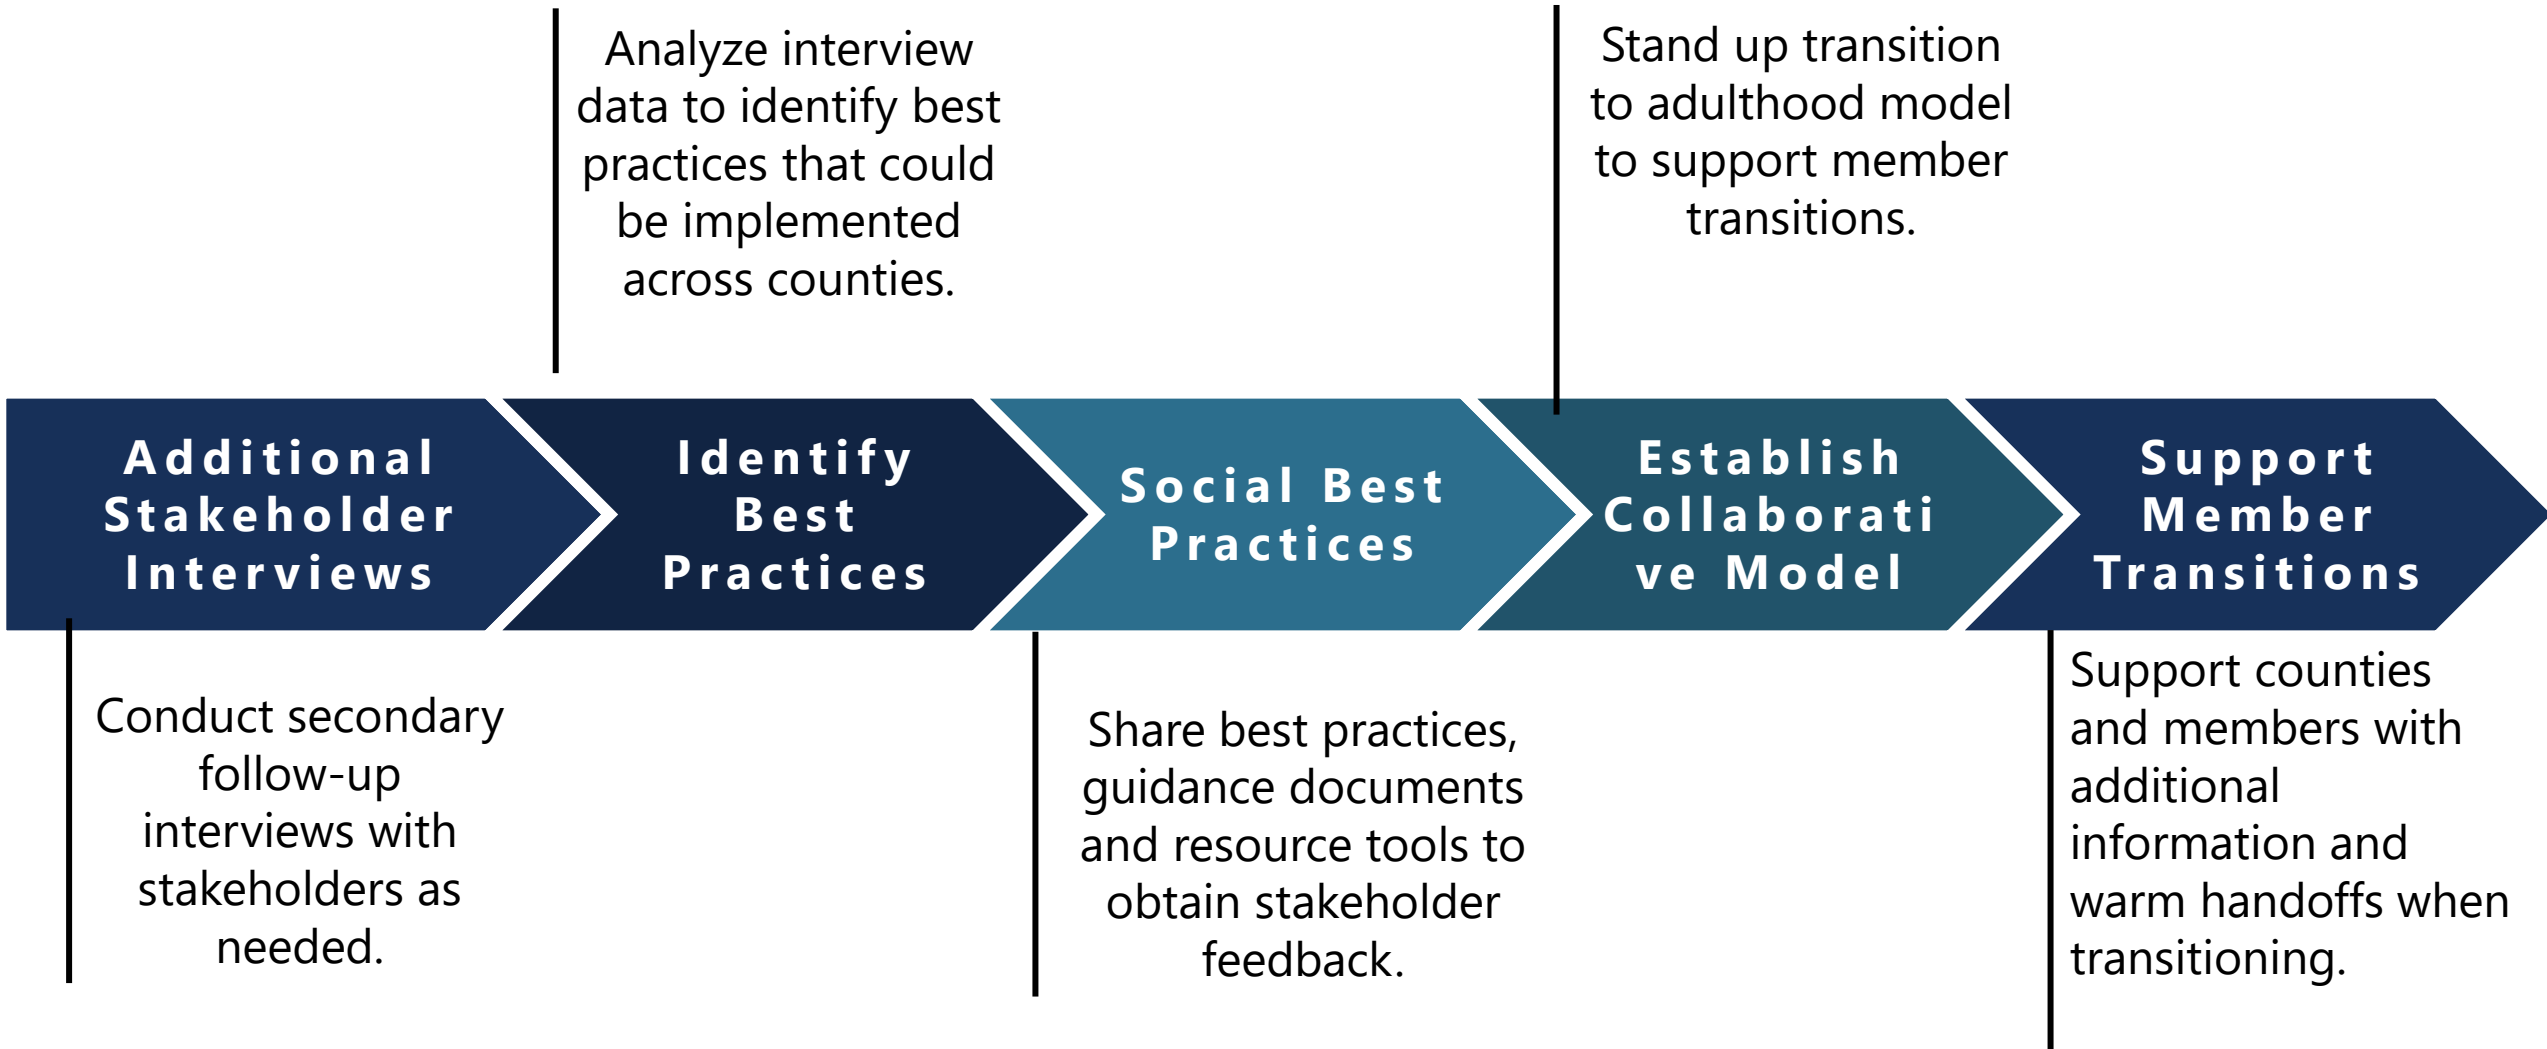 Analyze interview
data to identify best
practices that could
be implemented
across counties.
Stand up transition
to adulthood model
to support member
transitions.
Additional
Stakeholder
Interviews
Identify
Best
Practices
Social Best
Practices
Establish
Collaborati
ve Model
Support
Member
Transitions
Conduct secondary
follow-up
interviews with
stakeholders as
needed.
Share best practices,
guidance documents
and resource tools to
obtain stakeholder
feedback.
Support counties
and members with
additional
information and
warm handoffs when
transitioning.